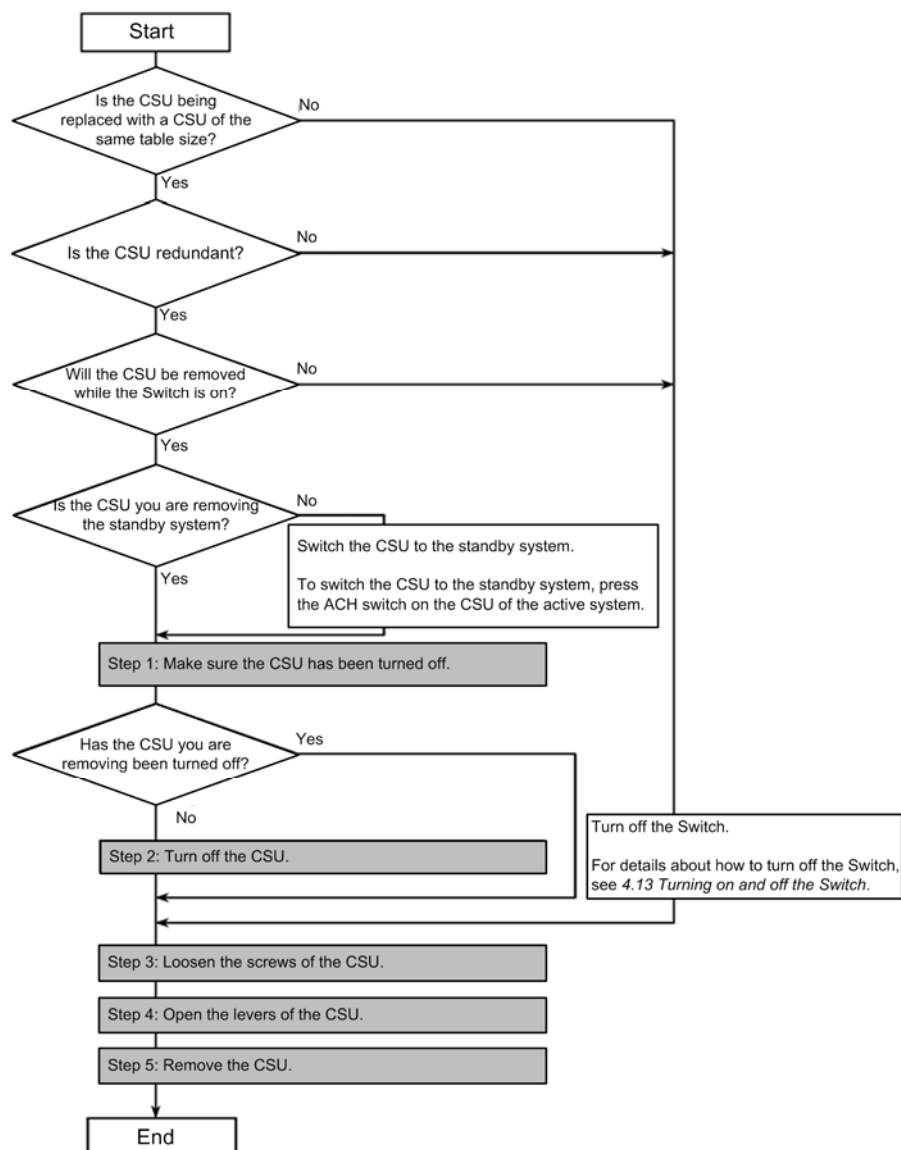 Start
Is the CSU being
replaced with a CSU of the
same table size?
No
Yes
Is the CSU redundant?
No
Yes
Will the CSU be removed
while the Switch is on?
No
Yes
Is the CSU you are removing
the standby system?
No
Switch the CSU to the standby system.
To switch the CSU to the standby system, press
the ACH switch on the CSU of the active system.
Yes
Step 1: Make sure the CSU has been turned off.
Has the CSU you are
removing been turned off?
Yes
No
Turn off the Switch.
For details about how to turn off the Switch,
see 4.13 Turning on and off the Switch.
Step 2: Turn off the CSU.
Step 3: Loosen the screws of the CSU.
Step 4: Open the levers of the CSU.
Step 5: Remove the CSU.
End